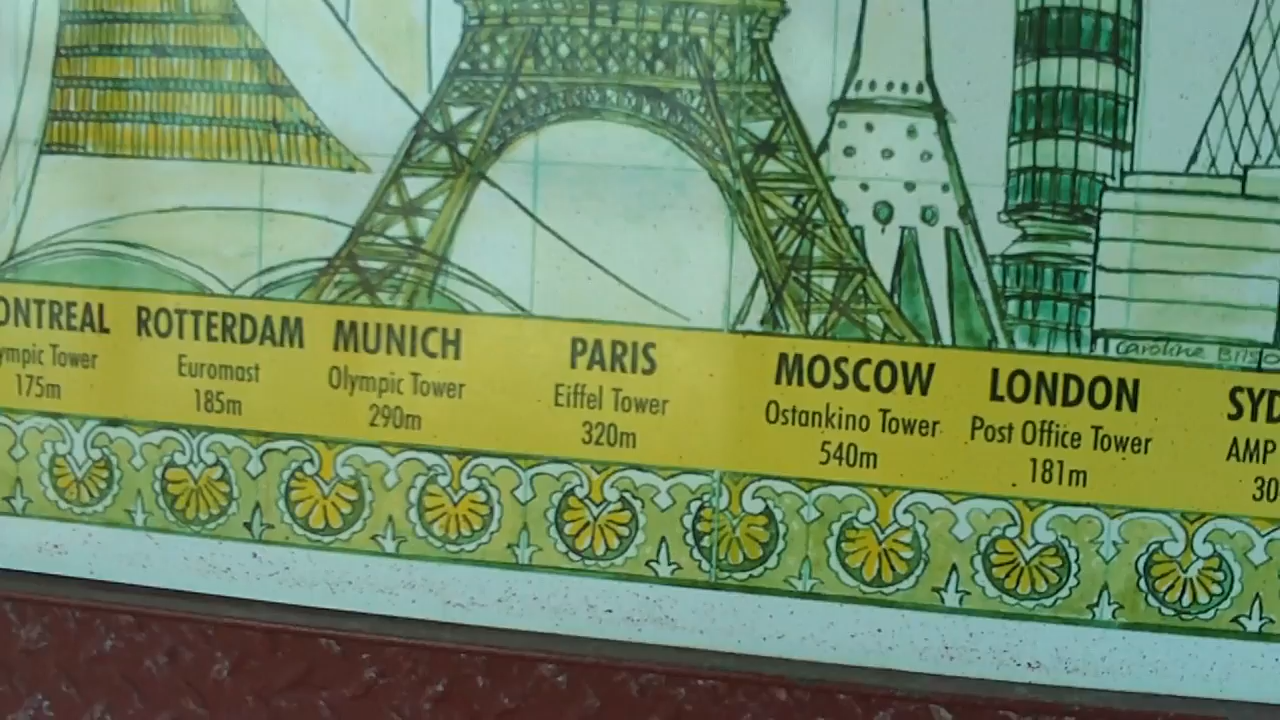 ONTREAL
ympic Tower
175m
ROTTERDAM
Euromast
185m
MUNICH
Olympic Tower
290m
PARIS
Eiffel Tower
320m
MOSCOW
Ostankino Tower
540m
LONDON
Post Office Tower
181m
Caroline
SYD
AMP
30